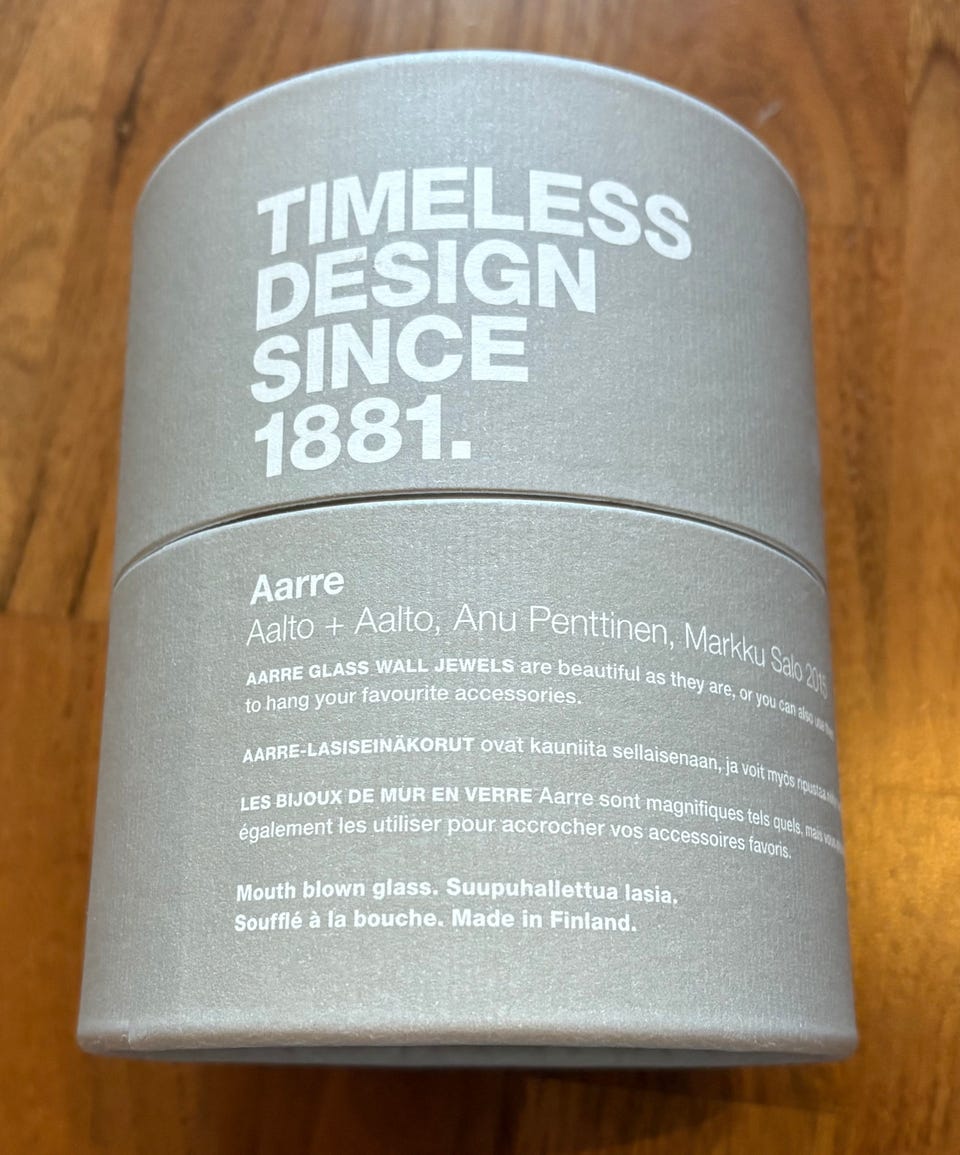 TIMELESS
DESIGN
SINCE
1881.
Aarre
Aalto + Aalto, Anu Penttinen, Markku Salo 2015
AARRE GLASS WALL JEWELS are beautiful as they are, or you can also use
to hang your favourite accessories.
AARRE-LASISEINÄKORUT ovat kauniita sellaisenaan, ja voit myös ripustaa
LES BIJOUX DE MUR EN VERRE Aarre sont magnifiques tels quels, mais
également les utiliser pour accrocher vos accessoires favoris.
Mouth blown glass. Suupuhallettua lasia.
Soufflé à la bouche. Made in Finland.